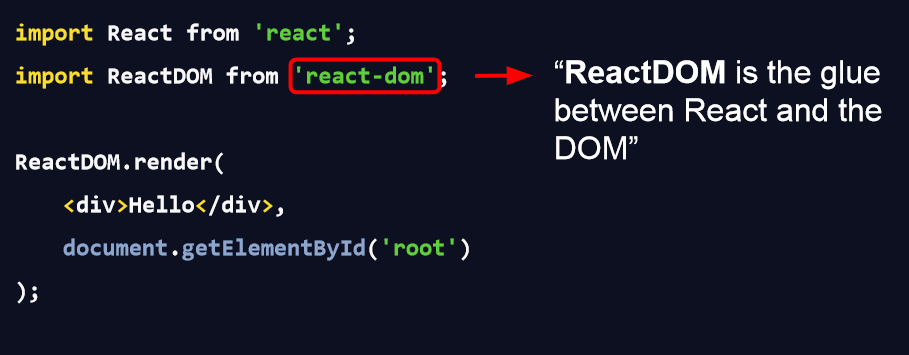 import React from 'react';
import ReactDOM from 'react-dom';
“ReactDOM is the glue
between React and the
DOM”
ReactDOM.render(
<div>Hello</div>,
document.getElementById('root')
);